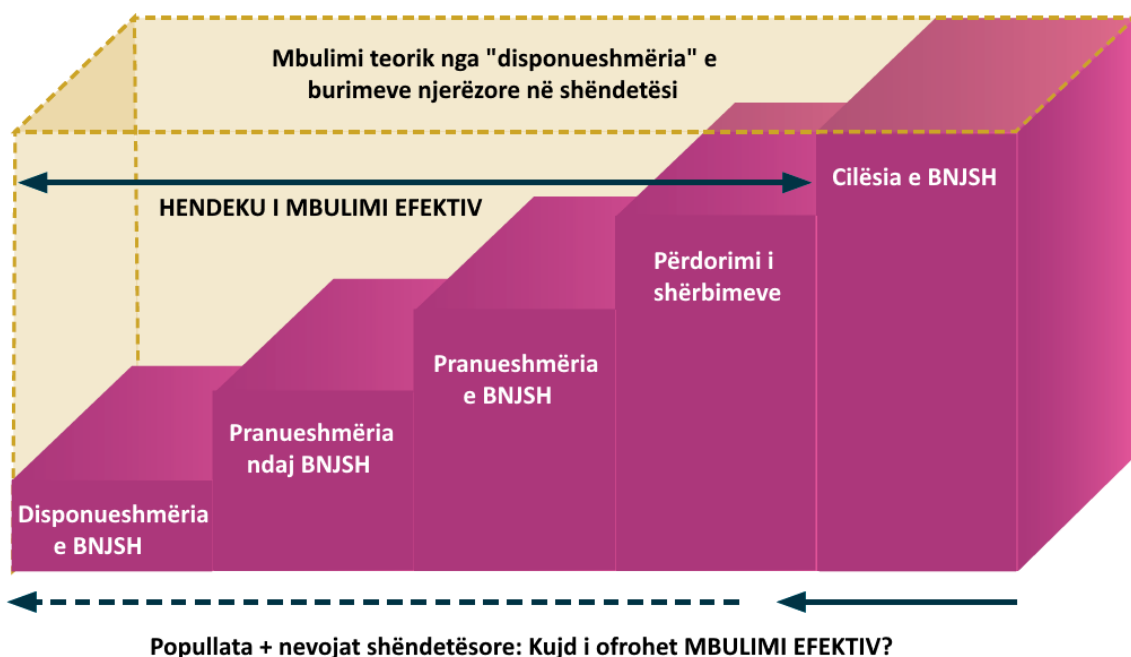 Mbulimi teorik nga "disponueshmëria" e
burimeve njerëzore në shëndetësi
HENDEKU I MBULIMI EFEKTIV
Cilësia e BNJSH
Përdorimi i
shërbimeve
Pranueshmëria
e BNJSH
Pranueshmëria
ndaj BNJSH
Disponueshmëria
e BNJSH
Popullata + nevojat shëndetësore: Kujd i ofrohet MBULIMI EFEKTIV?